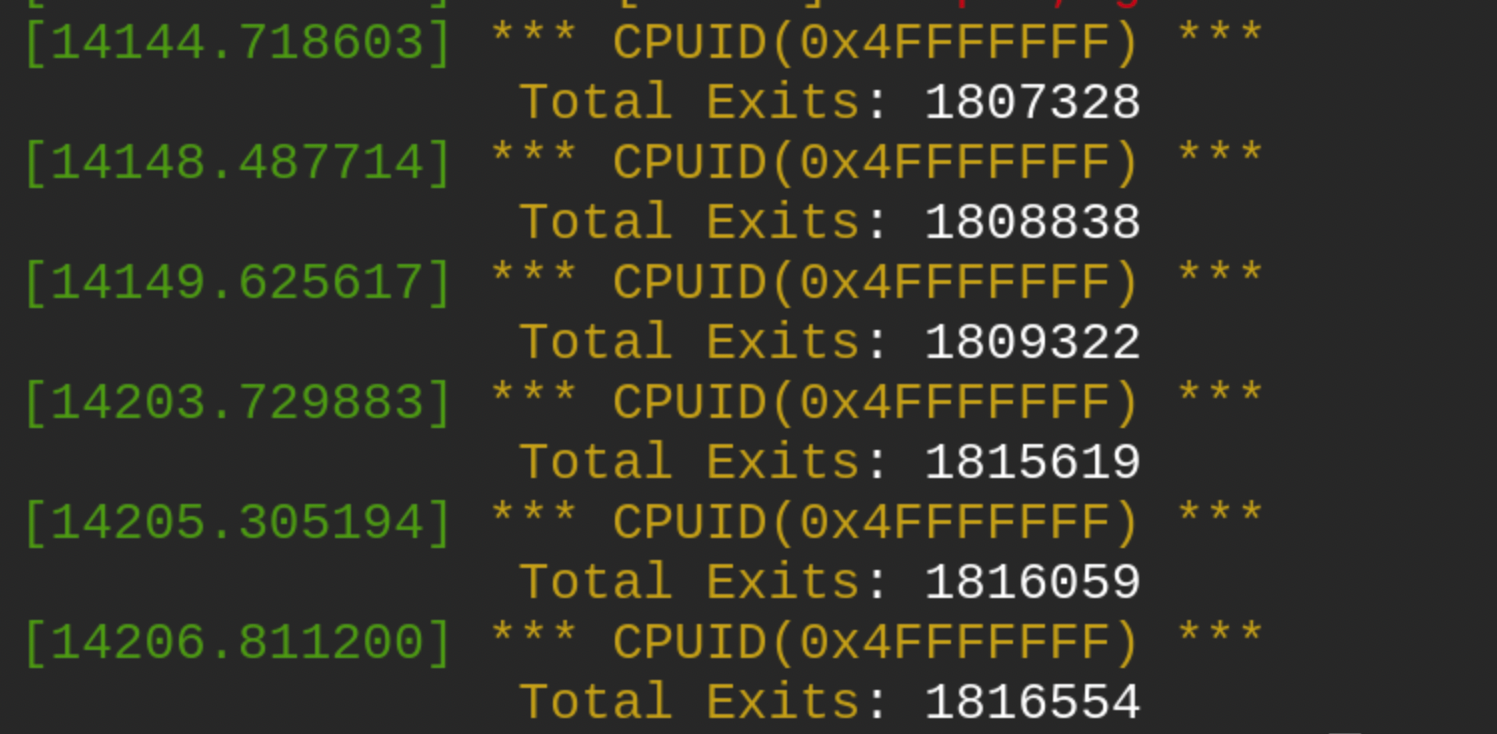 [14144.718603] *** CPUID(0x4FFFFFFF) ***
Total Exits: 1807328
[14148.487714] *** CPUID(0x4FFFFFFF) ***
Total Exits: 1808838
[14149.625617] *** CPUID(0x4FFFFFFF) ***
Total Exits: 1809322
[14203.729883] *** CPUID(0x4FFFFFFF) ***
Total Exits: 1815619
[14205.305194] *** CPUID(0x4FFFFFFF) ***
Total Exits: 1816059
[14206.811200] *** CPUID(0x4FFFFFFF) ***
Total Exits: 1816554